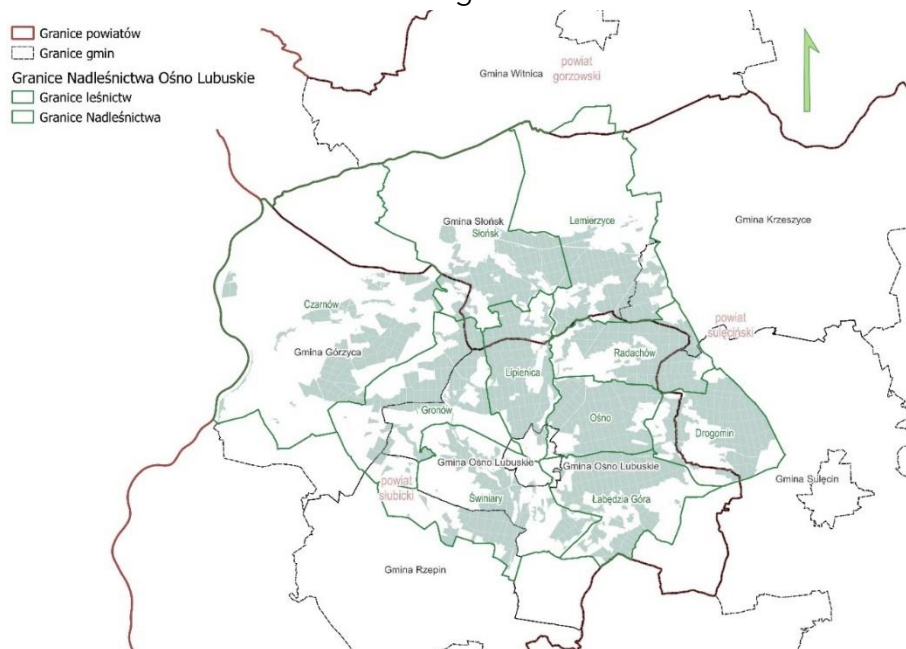 Granice powiatów
Granice gmin
Granice Nadleśnictwa Ośno Lubuskie
Granice leśnictw
Granice Nadleśnictwa
powiat
gorzowski
Gmina Witnica
Gmina Słońsk
Słońsk
Lemierzyce
Gmina Krzeszyce
Czarnów
powiat
sulęciński
Gmina Górzyca
Radachów
Lipienica
Gronów
Ośno
Drogomin
Gmina Ośno Lubuskie
Gmina Ośno Lubuskie
Gmina Sulęcin
powiat
słubicki
Świniary
Łabędzia Góra
Gmina Rzepin